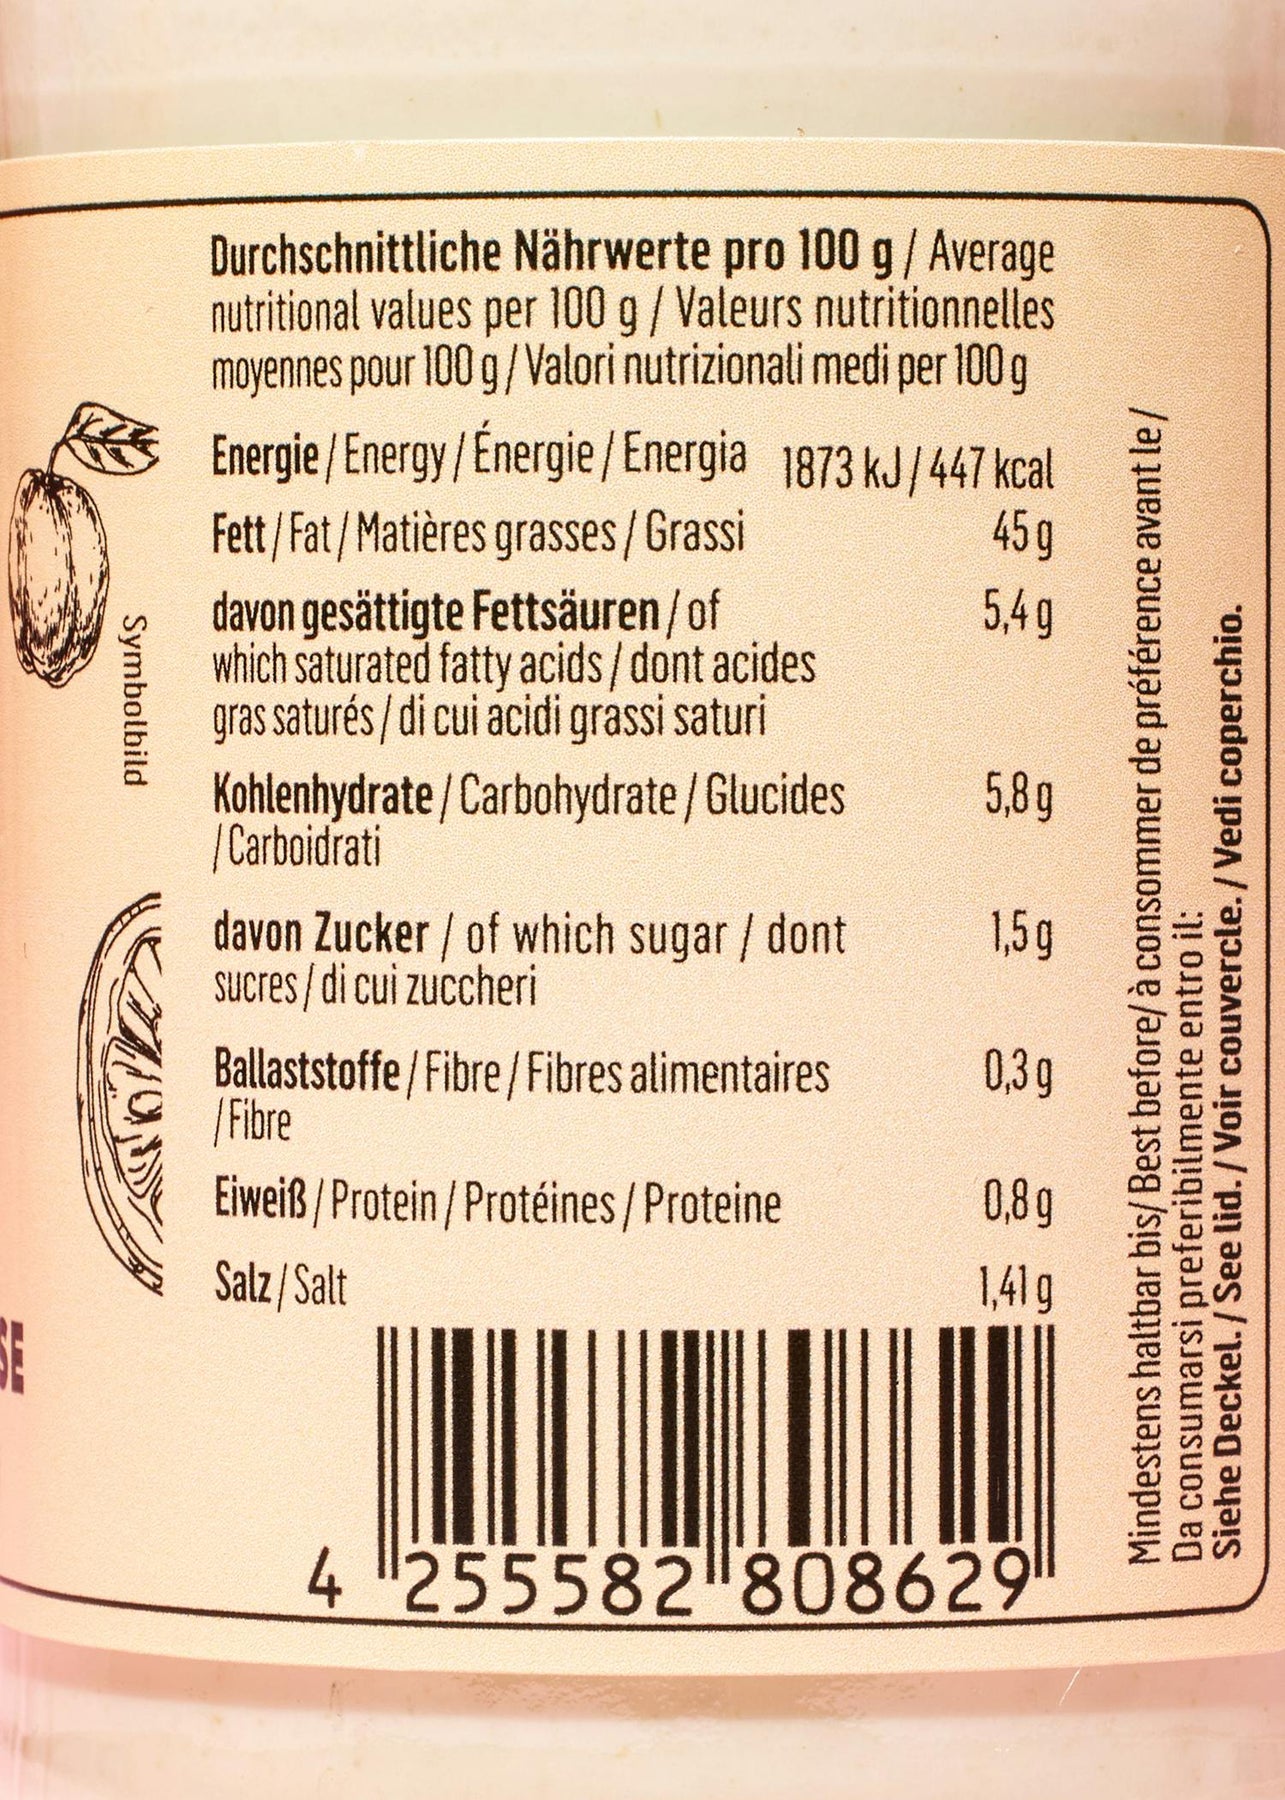 Durchschnittliche Nährwerte pro 100 g / Average
nutritional values per 100 g / Valeurs nutritionnelles
moyennes pour 100 g / Valori nutrizionali medi per 100 g
Energie / Energy / Énergie / Energia 1873 kJ / 447 kcal
Fett / Fat / Matières grasses / Grassi 45 g
davon gesättigte Fettsäuren / of 5,4 g
which saturated fatty acids / dont acides
gras saturés / di cui acidi grassi saturi
Kohlenhydrate / Carbohydrate / Glucides 5,8 g
/ Carboidrati
davon Zucker / of which sugar / dont 1,5 g
sucres / di cui zuccheri
Ballaststoffe / Fibre / Fibres alimentaires 0,3 g
/ Fibre
Eiweiß / Protein / Protéines / Proteine 0,8 g
Salz / Salt 1,41 g
4 255582 808629
Symbolbild
SE
Mindestens haltbar bis/ Best before/ à consommer de préférence avant le /
Da consumarsi preferibilmente entro il:
Siehe Deckel. / See lid. / Voir couvercle. / Vedi coperchio.